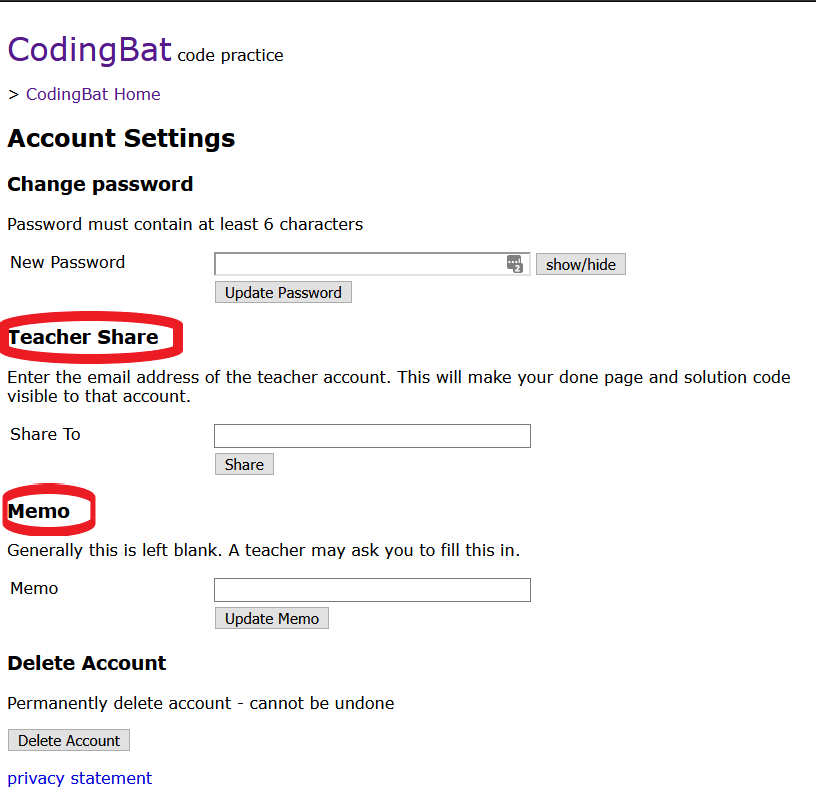 CodingBat code practice
> CodingBat Home
Account Settings
Change password
Password must contain at least 6 characters
New Password show/hide
Update Password
Teacher Share
Enter the email address of the teacher account. This will make your done page and solution code
visible to that account.
Share To
Share
Memo
Generally this is left blank. A teacher may ask you to fill this in.
Memo
Update Memo
Delete Account
Permanently delete account - cannot be undone
Delete Account
privacy statement